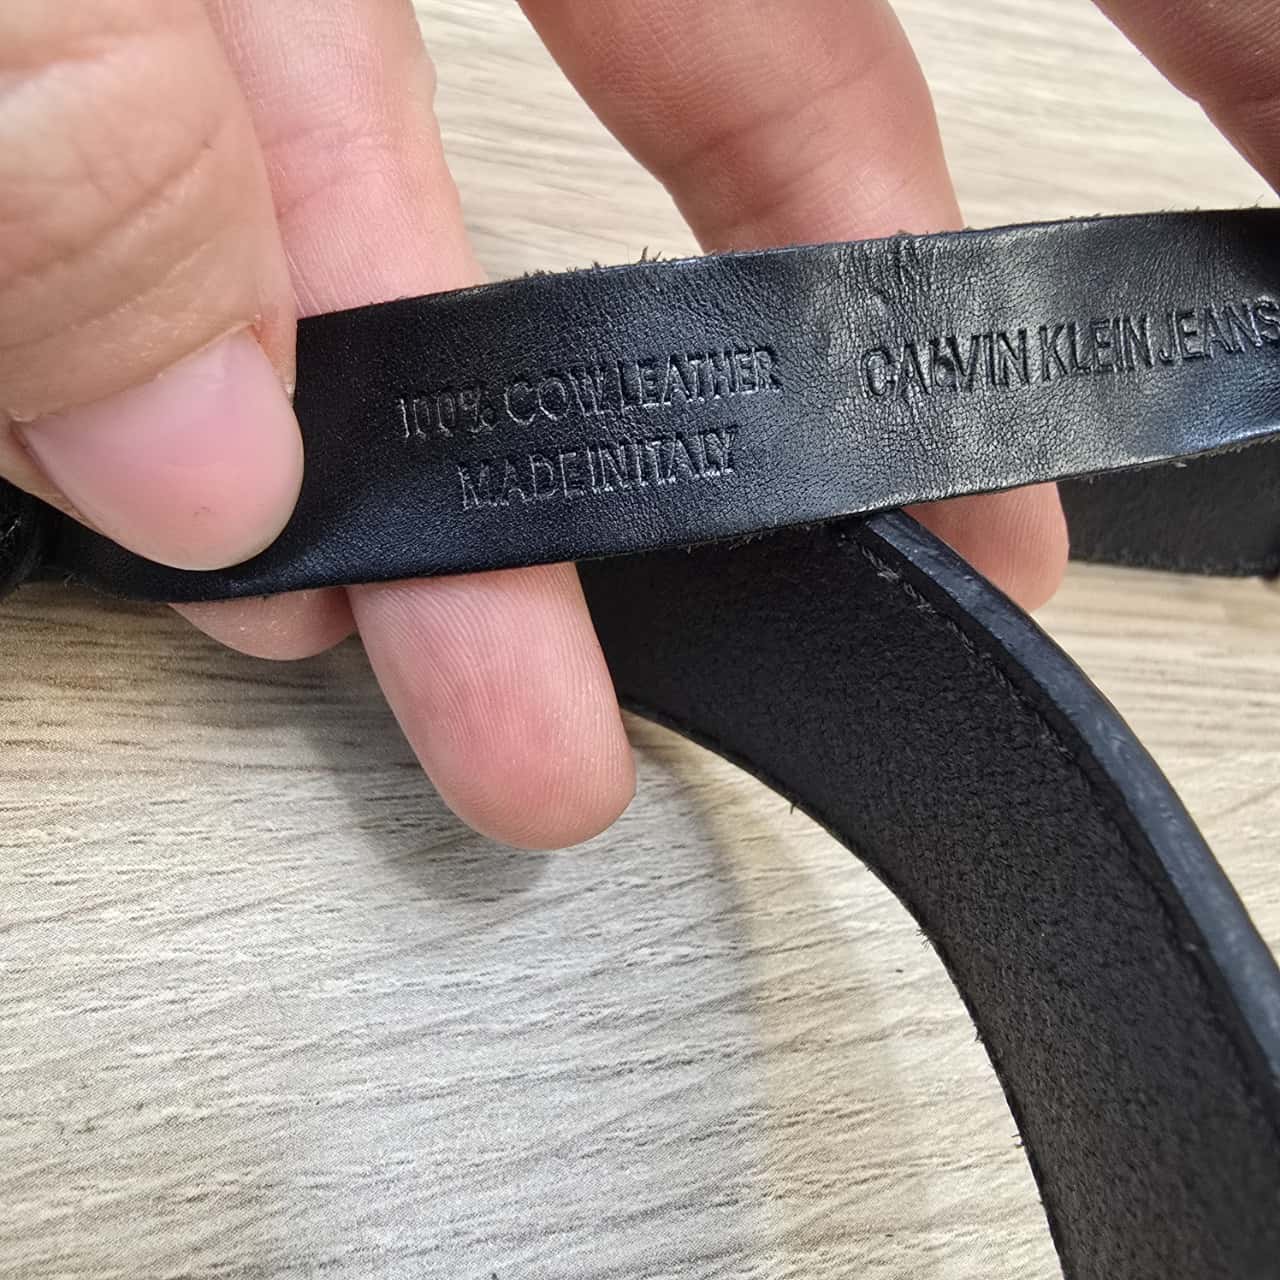 100% COW LEATHER
MADE IN ITALY
CALVIN KLEIN JEANS